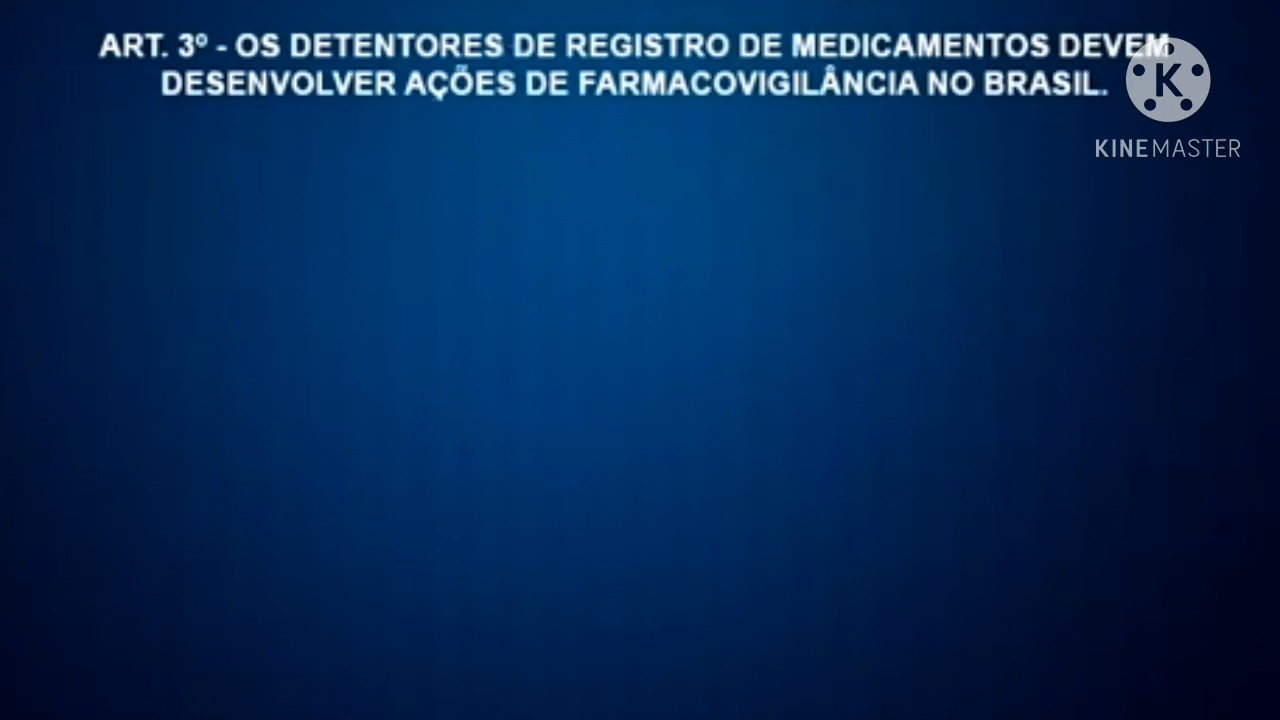 ART. 3º - OS DETENTORES DE REGISTRO DE MEDICAMENTOS DEVEM
DESENVOLVER AÇÕES DE FARMACOVIGILÂNCIA NO BRASIL.
K
KINEMASTER